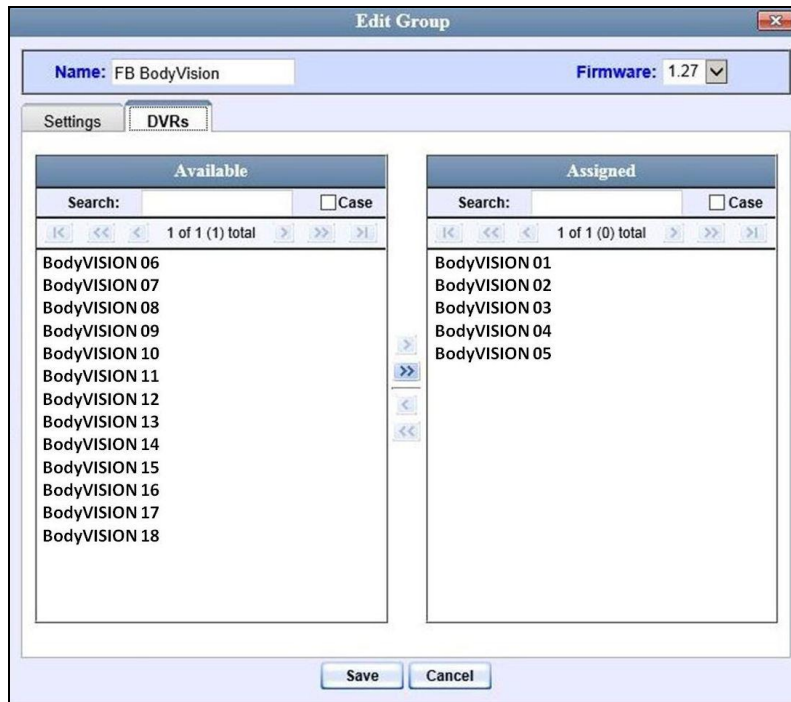 Edit Group
Name: FB BodyVision Firmware: 1.27
Settings DVRs
Available
Search: Case
|< << < 1 of 1 (1) total > >> >|
BodyVISION 06
BodyVISION 07
BodyVISION 08
BodyVISION 09
BodyVISION 10
BodyVISION 11
BodyVISION 12
BodyVISION 13
BodyVISION 14
BodyVISION 15
BodyVISION 16
BodyVISION 17
BodyVISION 18
>
>>
<
<<
Assigned
Search: Case
|< << < 1 of 1 (0) total > >> >|
BodyVISION 01
BodyVISION 02
BodyVISION 03
BodyVISION 04
BodyVISION 05
Save Cancel